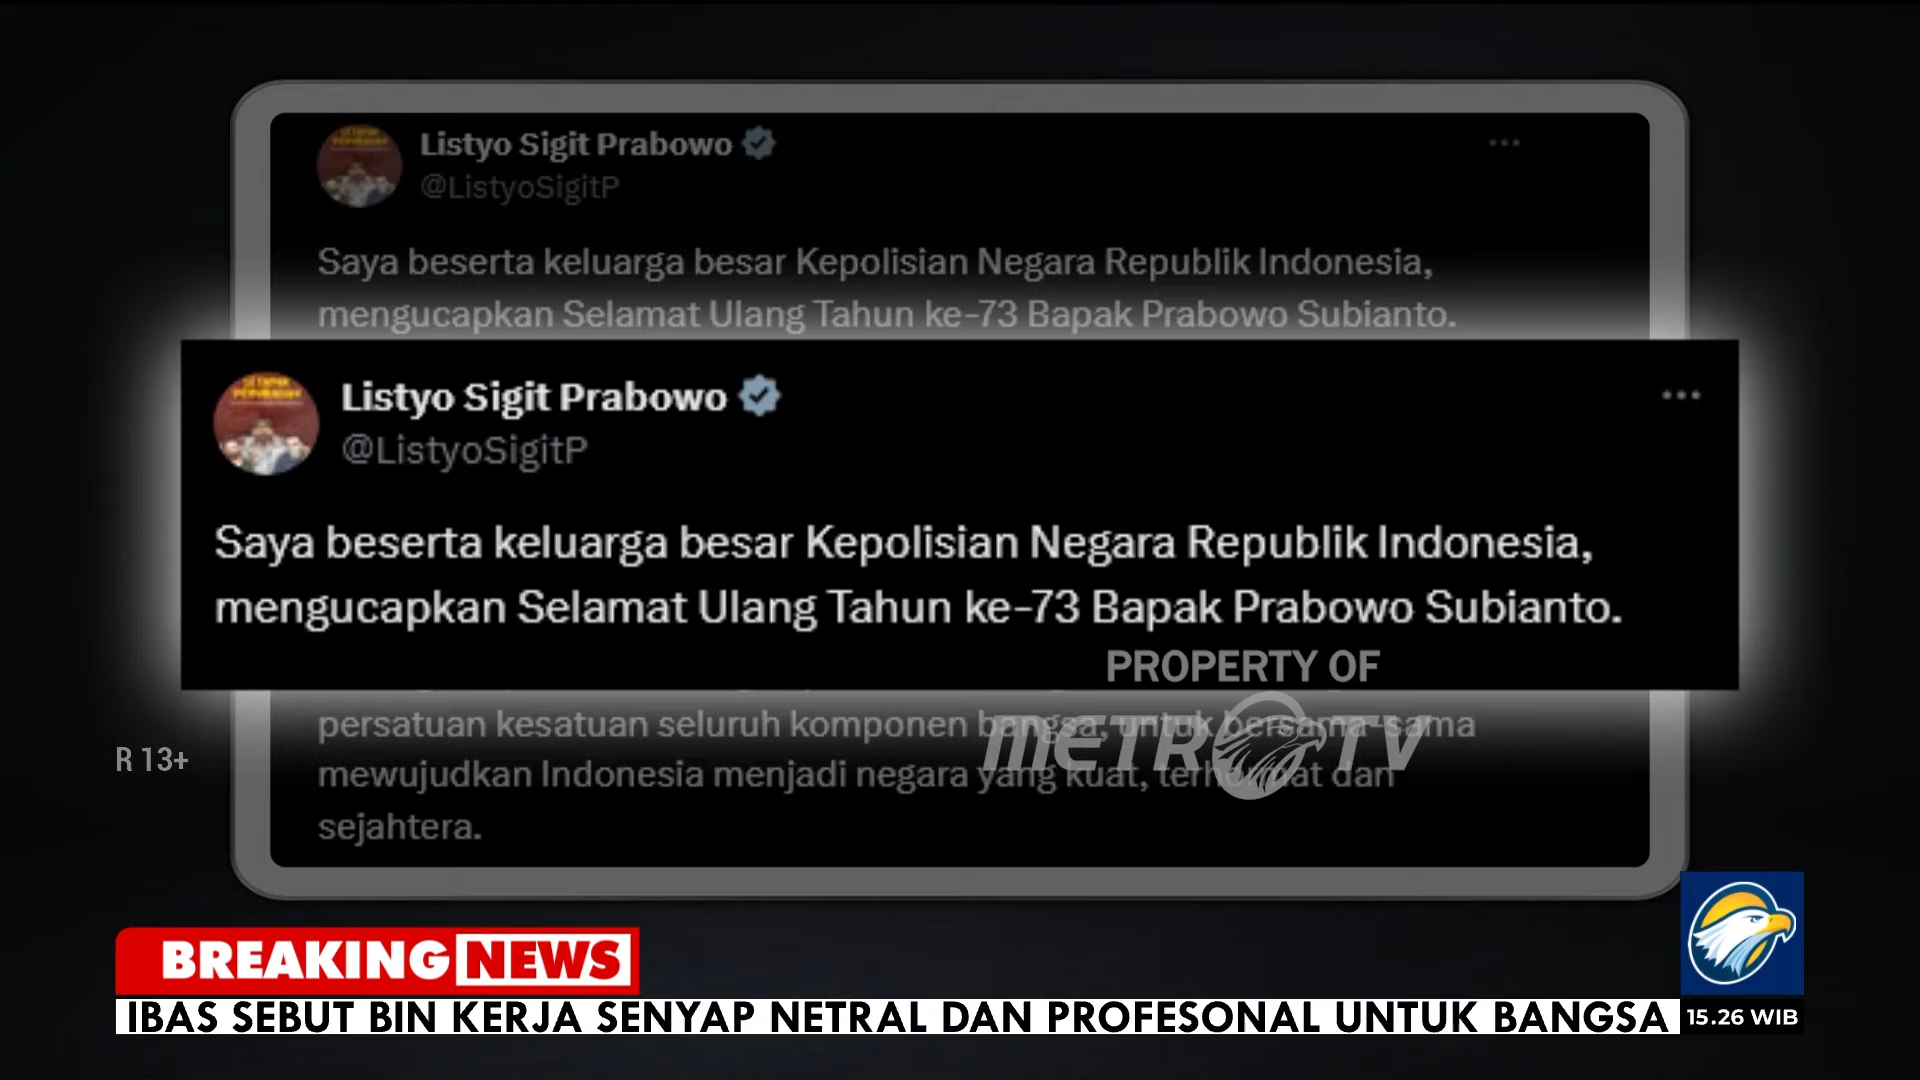 Listyo Sigit Prabowo
@ListyoSigitP
Saya beserta keluarga besar Kepolisian Negara Republik Indonesia,
mengucapkan Selamat Ulang Tahun ke-73 Bapak Prabowo Subianto.
Listyo Sigit Prabowo
@ListyoSigitP
Saya beserta keluarga besar Kepolisian Negara Republik Indonesia,
mengucapkan Selamat Ulang Tahun ke-73 Bapak Prabowo Subianto.
PROPERTY OF
METRO TV
persatuan kesatuan seluruh komponen bangsa, untuk bersama-sama
mewujudkan Indonesia menjadi negara yang kuat, terhormat dan
sejahtera.
R 13+
BREAKING NEWS
IBAS SEBUT BIN KERJA SENYAP NETRAL DAN PROFESONAL UNTUK BANGSA
15.26 WIB